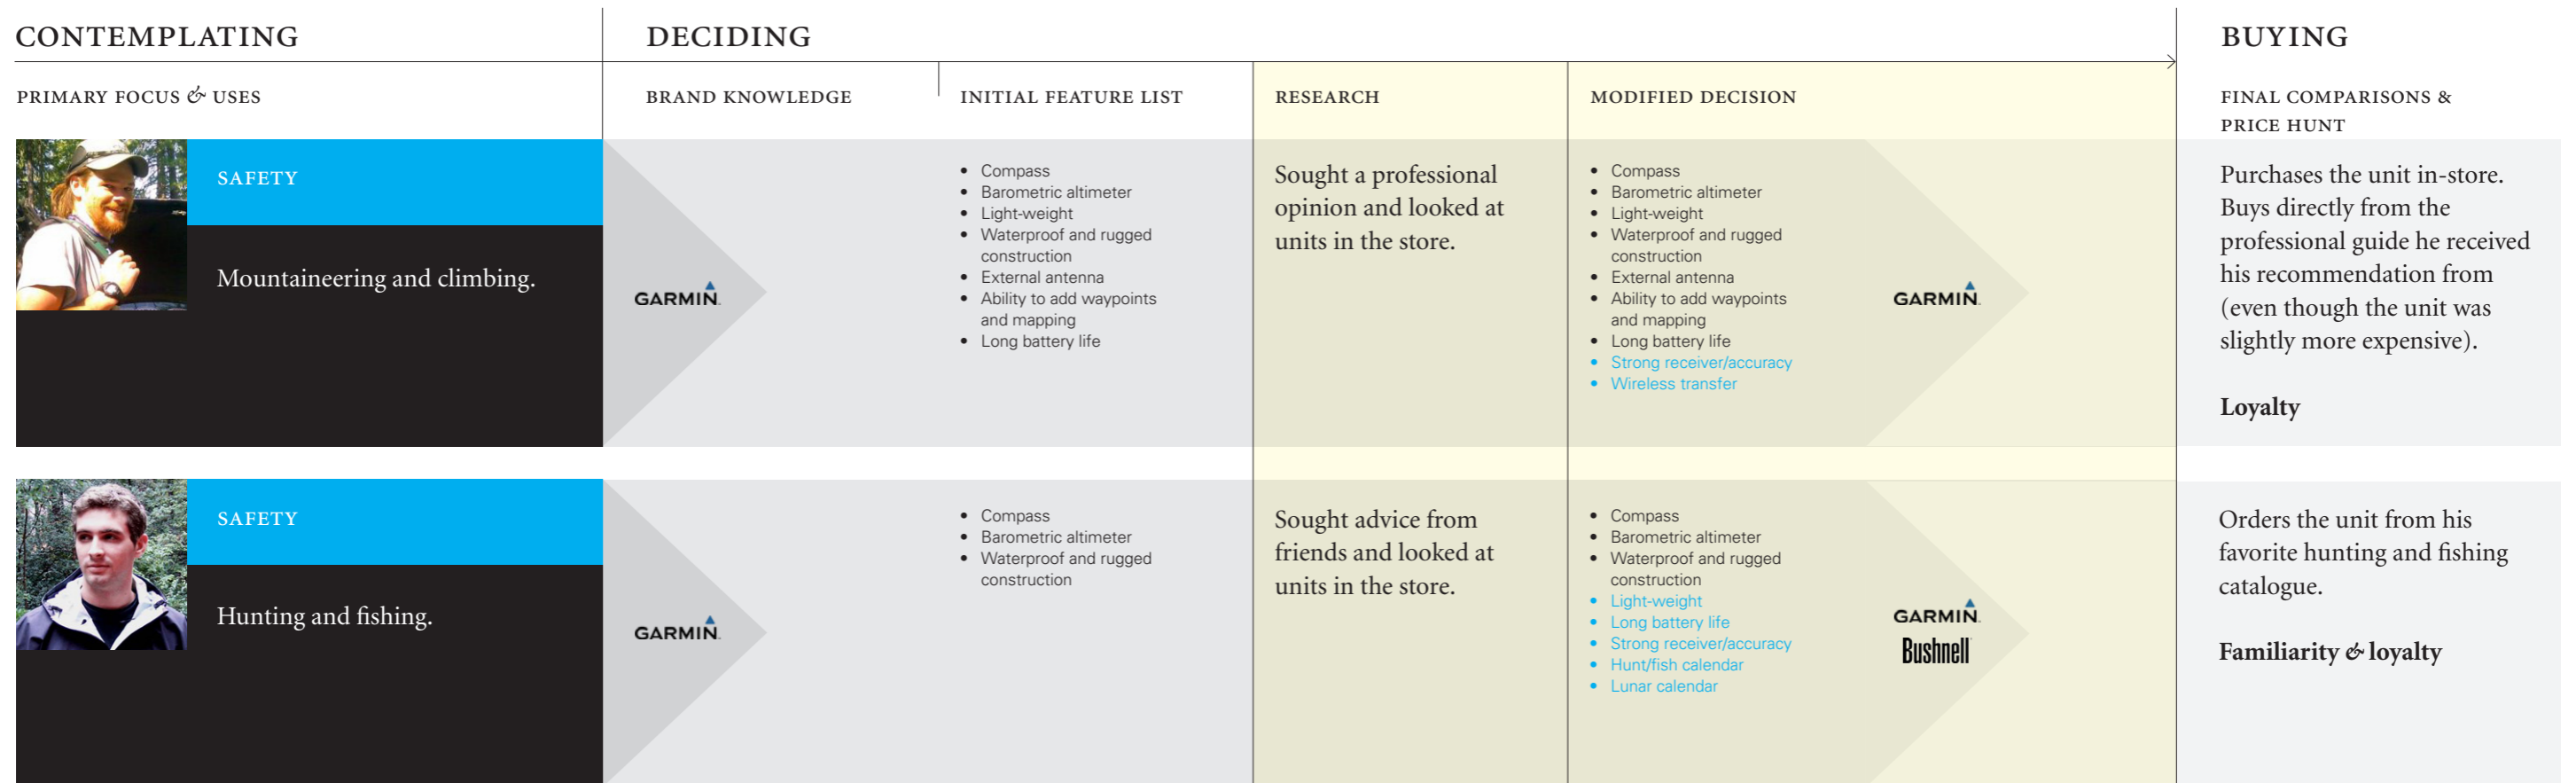 CONTEMPLATING
DECIDING
BUYING
PRIMARY FOCUS & USES
BRAND KNOWLEDGE
INITIAL FEATURE LIST
RESEARCH
MODIFIED DECISION
FINAL COMPARISONS &
PRICE HUNT
SAFETY
Mountaineering and climbing.
GARMIN
• Compass
• Barometric altimeter
• Light-weight
• Waterproof and rugged
construction
• External antenna
• Ability to add waypoints
and mapping
• Long battery life
Sought a professional
opinion and looked at
units in the store.
• Compass
• Barometric altimeter
• Light-weight
• Waterproof and rugged
construction
• External antenna
• Ability to add waypoints
and mapping
• Long battery life
• Strong receiver/accuracy
• Wireless transfer
GARMIN
Purchases the unit in-store.
Buys directly from the
professional guide he received
his recommendation from
(even though the unit was
slightly more expensive).
Loyalty
SAFETY
Hunting and fishing.
GARMIN
• Compass
• Barometric altimeter
• Waterproof and rugged
construction
Sought advice from
friends and looked at
units in the store.
• Compass
• Barometric altimeter
• Waterproof and rugged
construction
• Light-weight
• Long battery life
• Strong receiver/accuracy
• Hunt/fish calendar
• Lunar calendar
GARMIN
Bushnell
Orders the unit from his
favorite hunting and fishing
catalogue.
Familiarity & loyalty